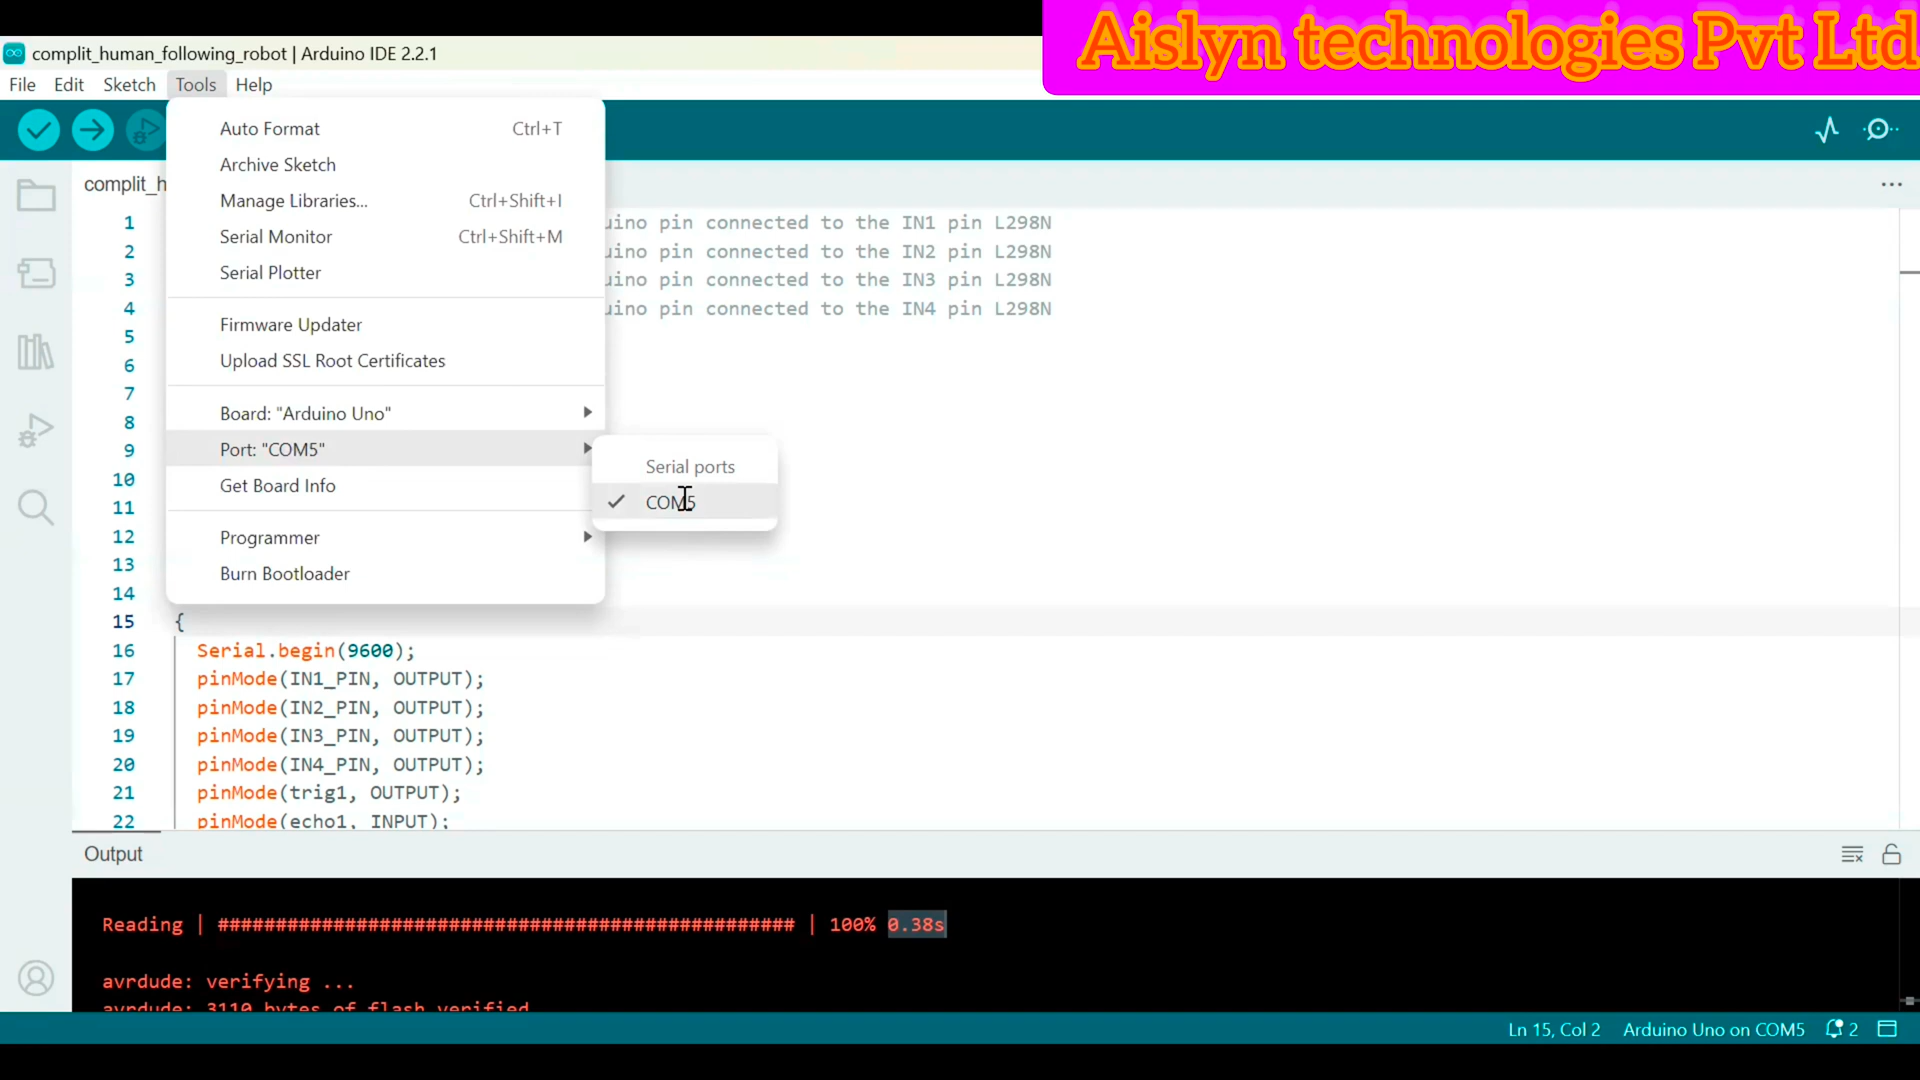 Aislyn technologies Pvt Ltd
complit_human_following_robot | Arduino IDE 2.2.1
File Edit Sketch Tools Help
Auto Format Ctrl+T
Archive Sketch
Manage Libraries... Ctrl+Shift+I
Serial Monitor Ctrl+Shift+M
Serial Plotter
Firmware Updater
Upload SSL Root Certificates
Board: "Arduino Uno"
Port: "COM5"
Get Board Info
Programmer
Burn Bootloader
Serial ports
COM5
complit_h
1 uino pin connected to the IN1 pin L298N
2 uino pin connected to the IN2 pin L298N
3 uino pin connected to the IN3 pin L298N
4 uino pin connected to the IN4 pin L298N
5
6
7
8
9
10
11
12
13
14
15 {
16 Serial.begin(9600);
17 pinMode(IN1_PIN, OUTPUT);
18 pinMode(IN2_PIN, OUTPUT);
19 pinMode(IN3_PIN, OUTPUT);
20 pinMode(IN4_PIN, OUTPUT);
21 pinMode(trig1, OUTPUT);
22 pinMode(echo1, INPUT);
Output
Reading | ################################################## | 100% 0.38s
avrdude: verifying ...
avrdude: 3110 bytes of flash verified
Ln 15, Col 2 Arduino Uno on COM5 2